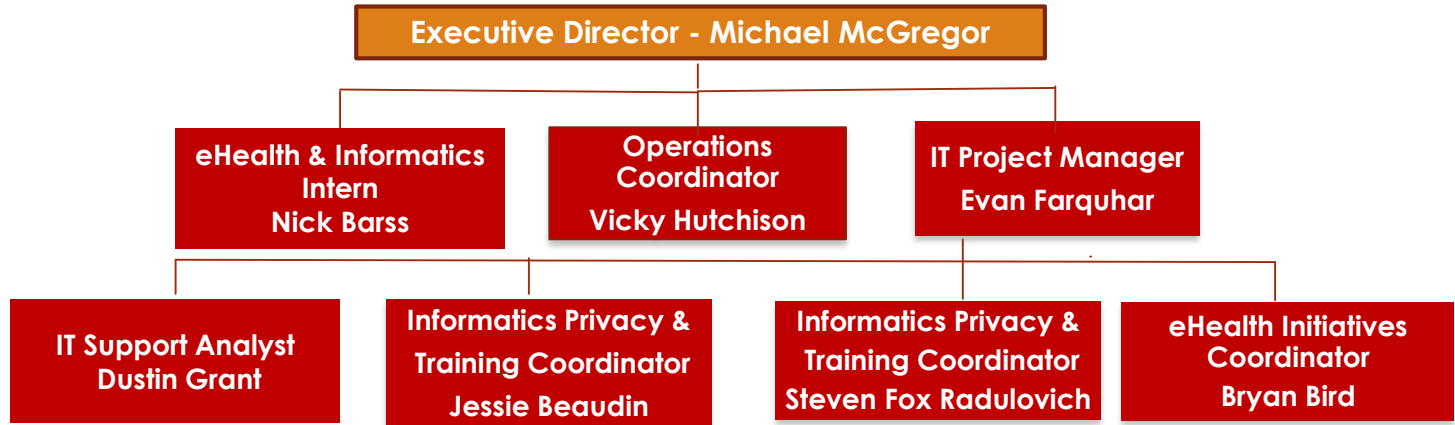 Executive Director - Michael McGregor
eHealth & Informatics
Intern
Nick Barss
Operations
Coordinator
Vicky Hutchison
IT Project Manager
Evan Farquhar
IT Support Analyst
Dustin Grant
Informatics Privacy &
Training Coordinator
Jessie Beaudin
Informatics Privacy &
Training Coordinator
Steven Fox Radulovich
eHealth Initiatives
Coordinator
Bryan Bird